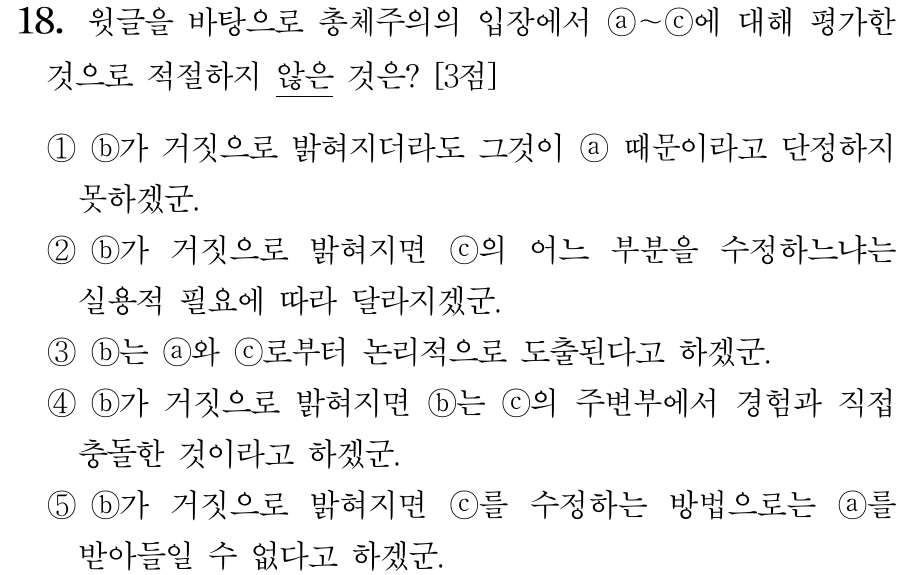 18. 윗글을 바탕으로 총체주의의 입장에서 ⓐ~ⓒ에 대해 평가한
것으로 적절하지 않은 것은? [3점]
① ⓑ가 거짓으로 밝혀지더라도 그것이 ⓐ 때문이라고 단정하지
못하겠군.
② ⓑ가 거짓으로 밝혀지면 ⓒ의 어느 부분을 수정하느냐는
실용적 필요에 따라 달라지겠군.
③ ⓑ는 ⓐ와 ⓒ로부터 논리적으로 도출된다고 하겠군.
④ ⓑ가 거짓으로 밝혀지면 ⓑ는 ⓒ의 주변부에서 경험과 직접
충돌한 것이라고 하겠군.
⑤ ⓑ가 거짓으로 밝혀지면 ⓒ를 수정하는 방법으로는 ⓐ를
받아들일 수 없다고 하겠군.